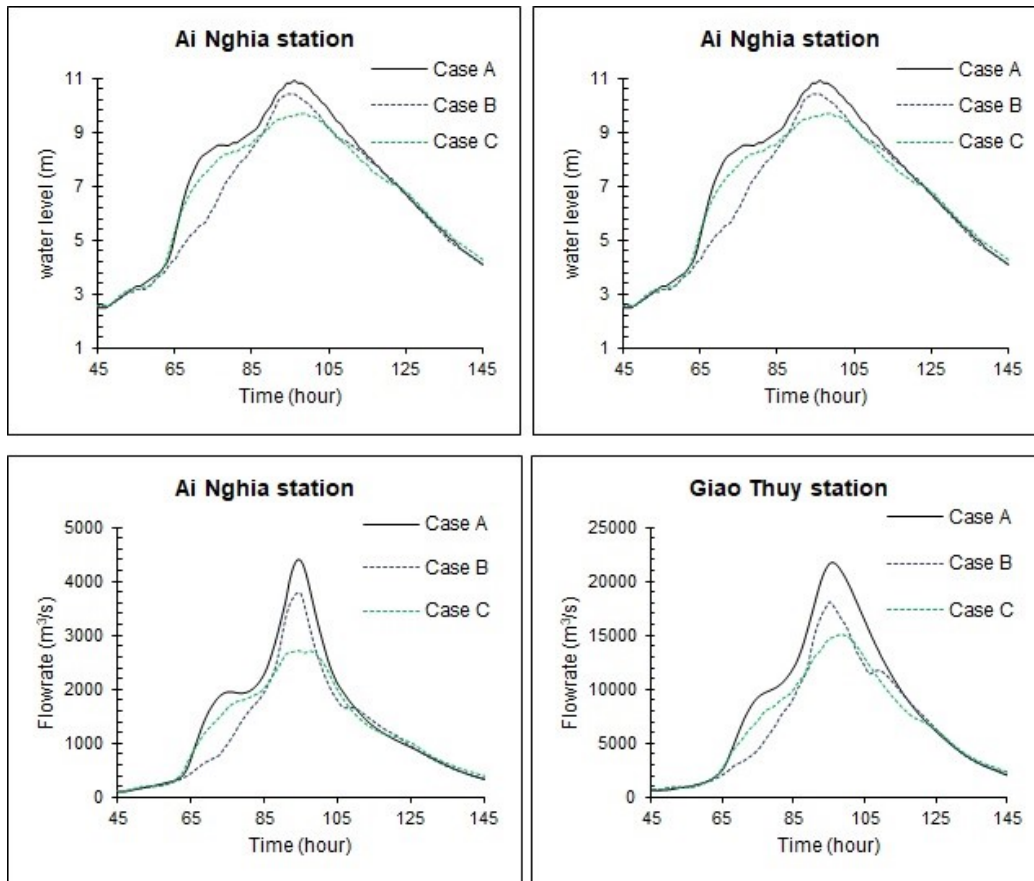 Ai Nghia station
Case A
Case B
Case C
11
9
7
5
3
1
water level (m)
45 65 85 105 125 145
Time (hour)
Ai Nghia station
Case A
Case B
Case C
11
9
7
5
3
1
water level (m)
45 65 85 105 125 145
Time (hour)
Ai Nghia station
Case A
Case B
Case C
5000
4000
3000
2000
1000
0
Flowrate (m³/s)
45 65 85 105 125 145
Time (hour)
Giao Thuy station
Case A
Case B
Case C
25000
20000
15000
10000
5000
0
Flowrate (m³/s)
45 65 85 105 125 145
Time (hour)